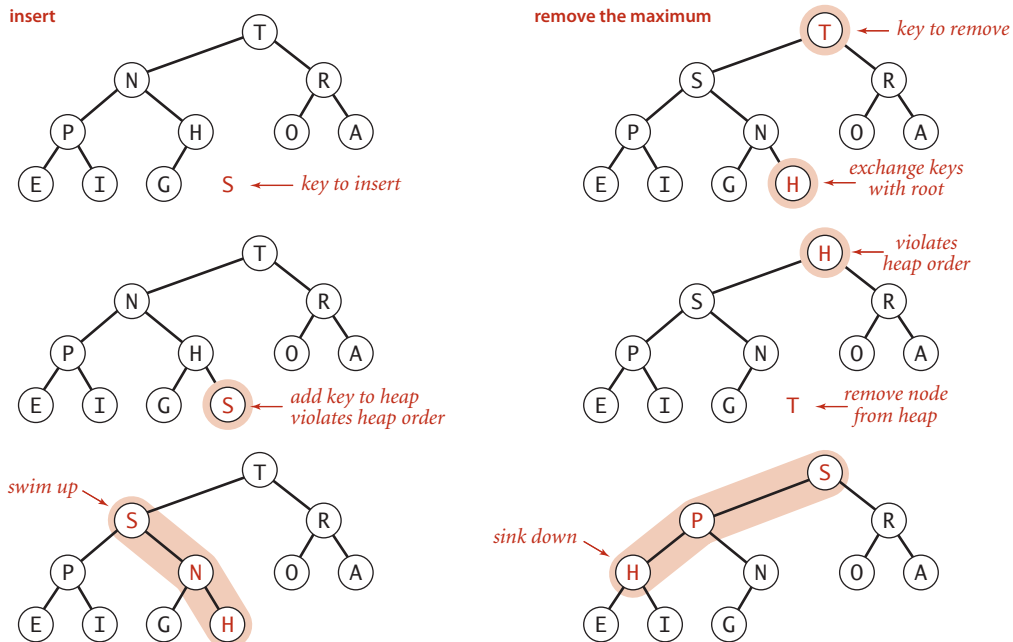 insert
T
N R
P H O A
E I G S key to insert
T
N R
P H O A
E I G S add key to heap
violates heap order
swim up
T
S R
P N O A
E I G H
remove the maximum
T key to remove
S R
P N O A
E I G H exchange keys
with root
H violates
heap order
S R
P N O A
E I G T remove node
from heap
sink down
S
P R
H N O A
E I G